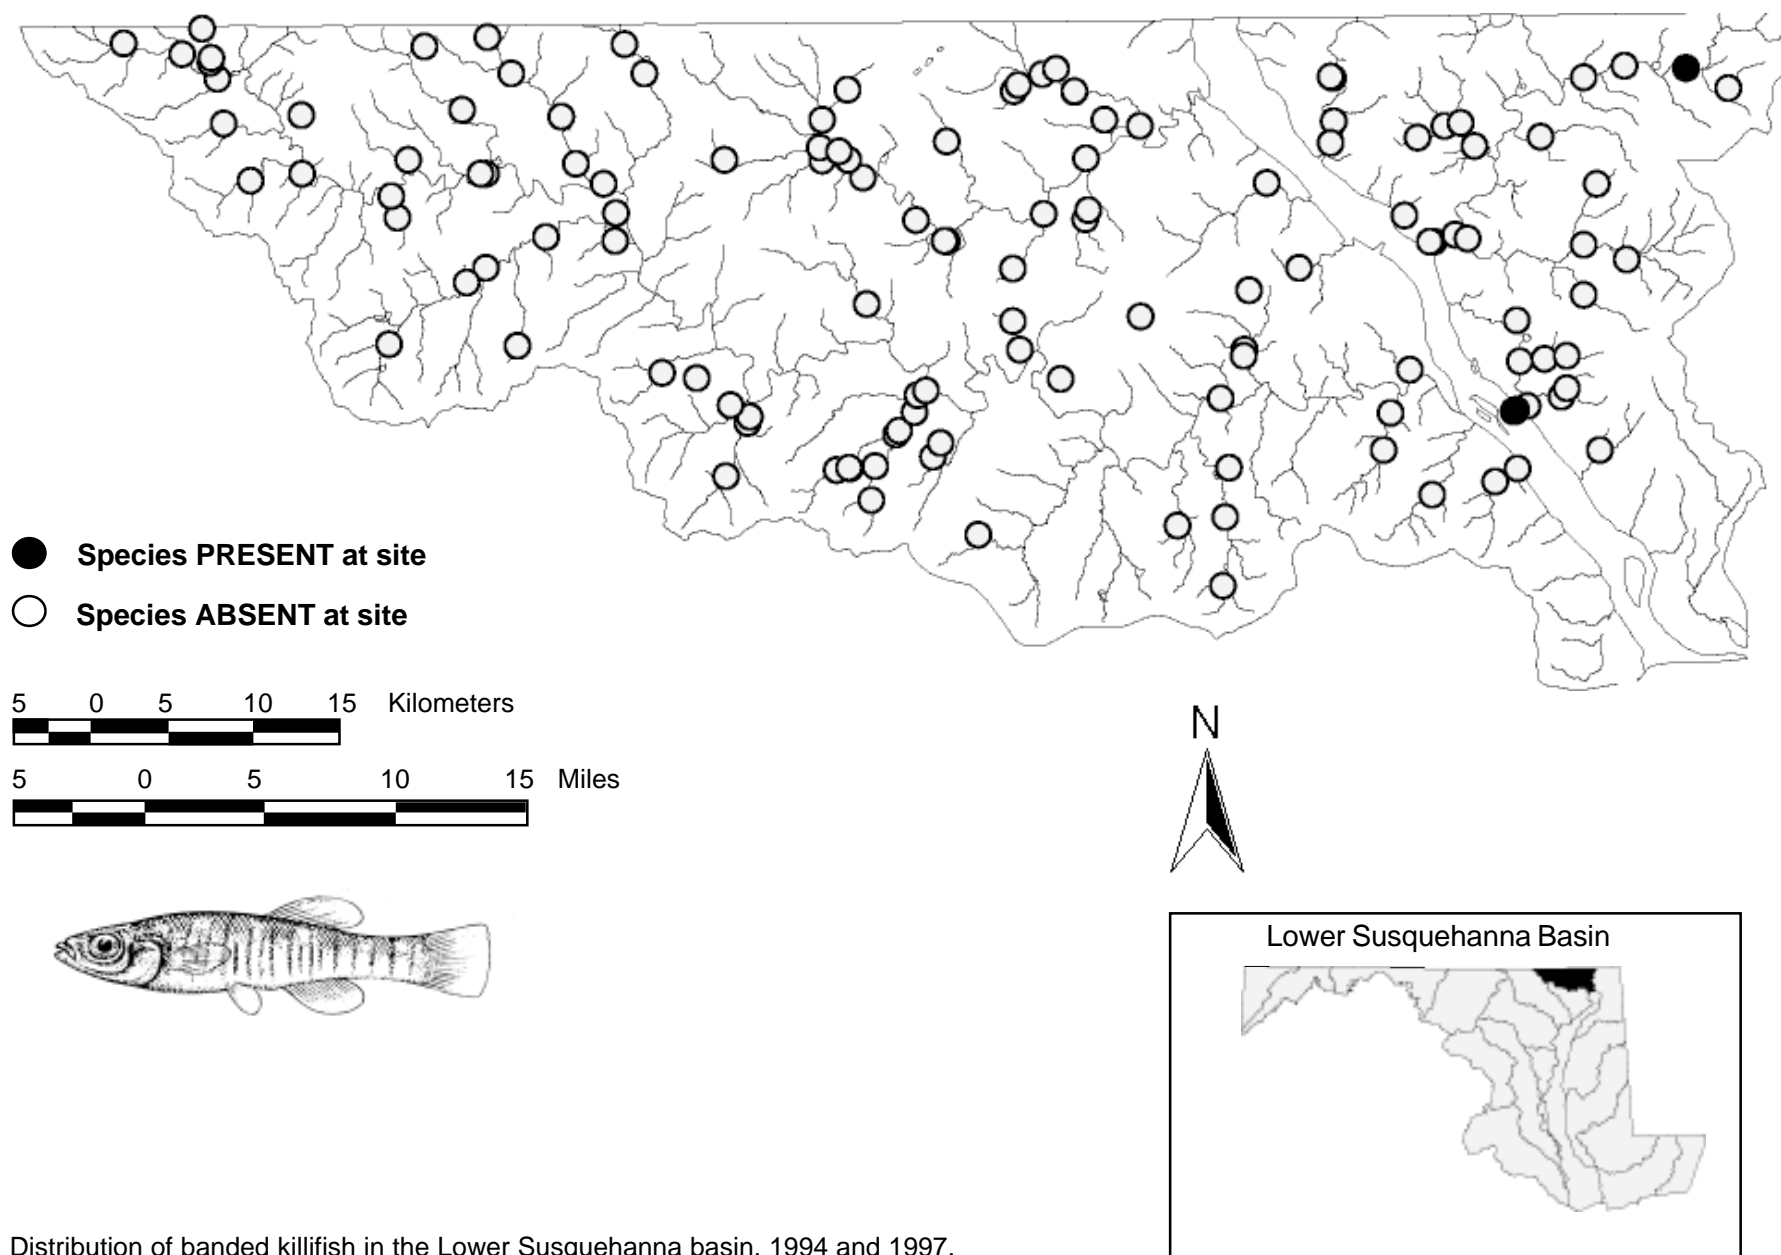 Species PRESENT at site
Species ABSENT at site
5 0 5 10 15 Kilometers
5 0 5 10 15 Miles
N
Lower Susquehanna Basin
Distribution of banded killifish in the Lower Susquehanna basin, 1994 and 1997.